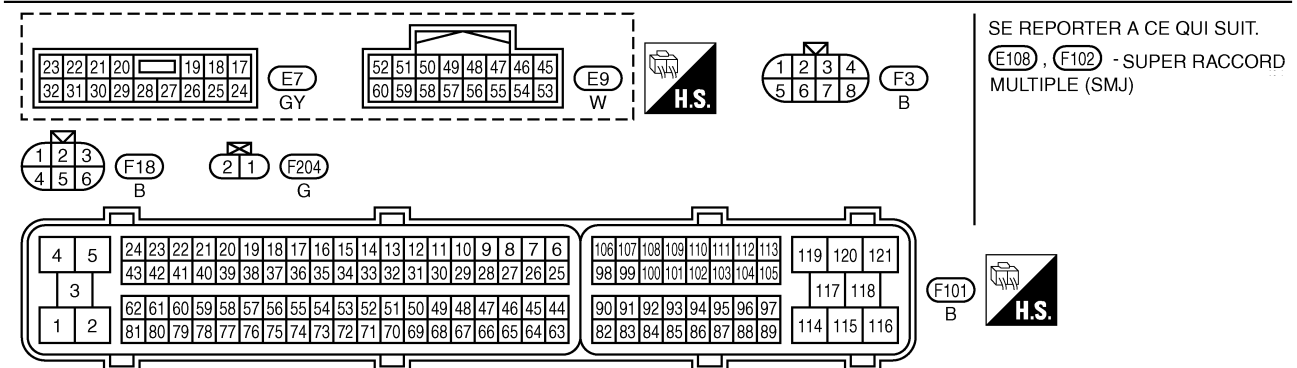 SE REPORTER A CE QUI SUIT.
E108 , F102 - SUPER RACCORD
MULTIPLE (SMJ)
23 22 21 20 19 18 17
32 31 30 29 28 27 26 25 24
E7
GY
52 51 50 49 48 47 46 45
60 59 58 57 56 55 54 53
E9
W
H.S.
1 2 3 4
5 6 7 8
F3
B
1 2 3
4 5 6
F18
B
2 1
F204
G
4 5
3
1 2
24 23 22 21 20 19 18 17 16 15 14 13 12 11 10 9 8 7 6
43 42 41 40 39 38 37 36 35 34 33 32 31 30 29 28 27 26 25
62 61 60 59 58 57 56 55 54 53 52 51 50 49 48 47 46 45 44
81 80 79 78 77 76 75 74 73 72 71 70 69 68 67 66 65 64 63
106 107 108 109 110 111 112 113
98 99 100 101 102 103 104 105
90 91 92 93 94 95 96 97
82 83 84 85 86 87 88 89
119 120 121
117 118
114 115 116
F101
B
H.S.